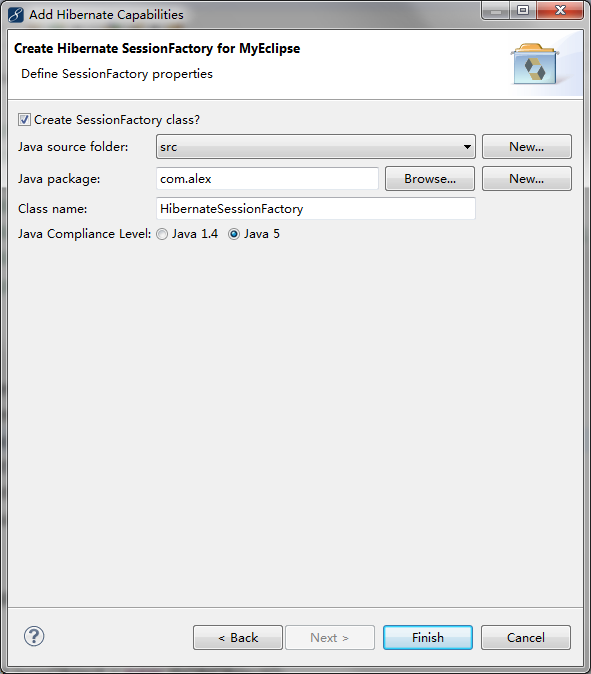 Add Hibernate Capabilities
Create Hibernate SessionFactory for MyEclipse
Define SessionFactory properties
Create SessionFactory class?
Java source folder: src New...
Java package: com.alex Browse... New...
Class name: HibernateSessionFactory
Java Compliance Level: Java 1.4 Java 5
? < Back Next > Finish Cancel